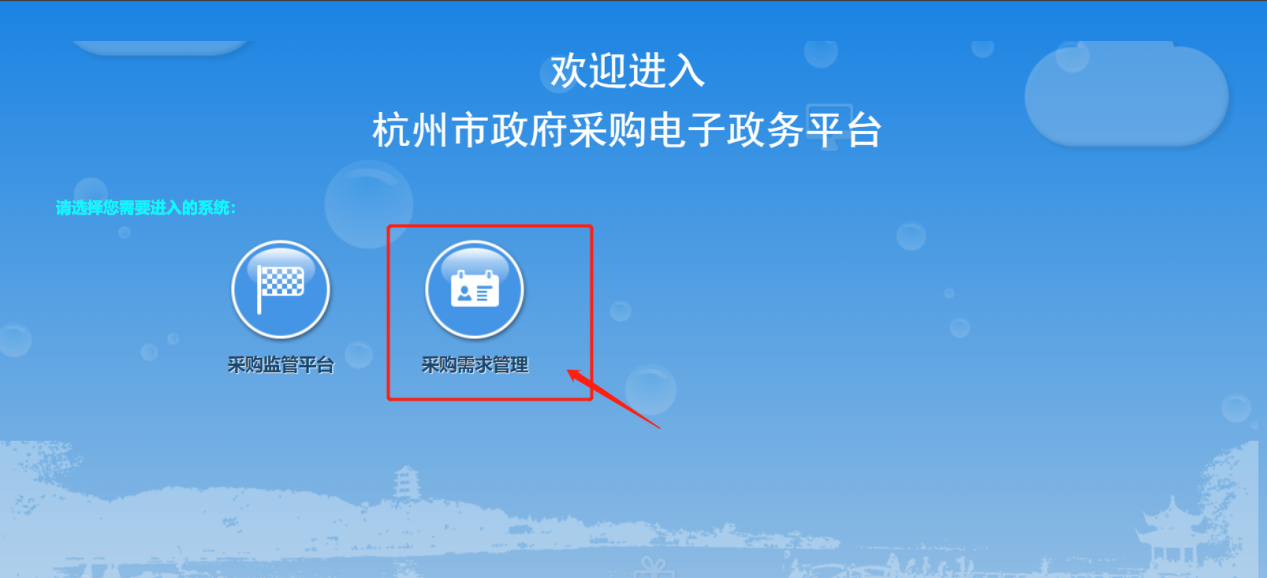 欢迎进入
杭州市政府采购电子政务平台
请选择您需要进入的系统：
采购监管平台
采购需求管理